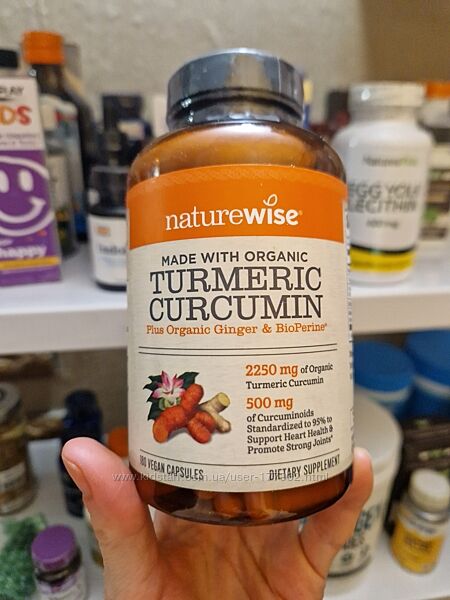 naturewise®
MADE WITH ORGANIC
TURMERIC
CURCUMIN
Plus Organic Ginger & BioPerine®
2250 mg of Organic
Turmeric Curcumin
500 mg
of Curcuminoids
Standardized to 95% to
Support Heart Health &
Promote Strong Joints*
180 VEGAN CAPSULES
DIETARY SUPPLEMENT
happy
EGG YOLK
LECITHIN